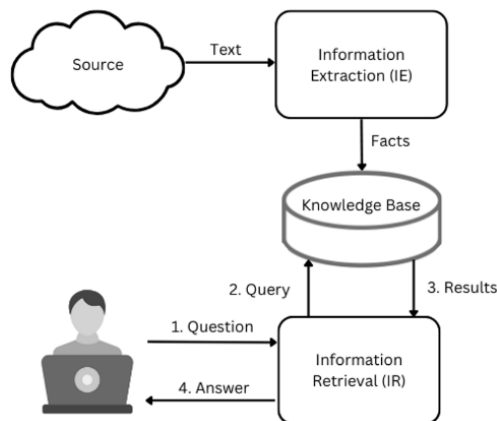 Source
Text
Information
Extraction (IE)
Facts
Knowledge Base
2. Query
3. Results
1. Question
Information
Retrieval (IR)
4. Answer